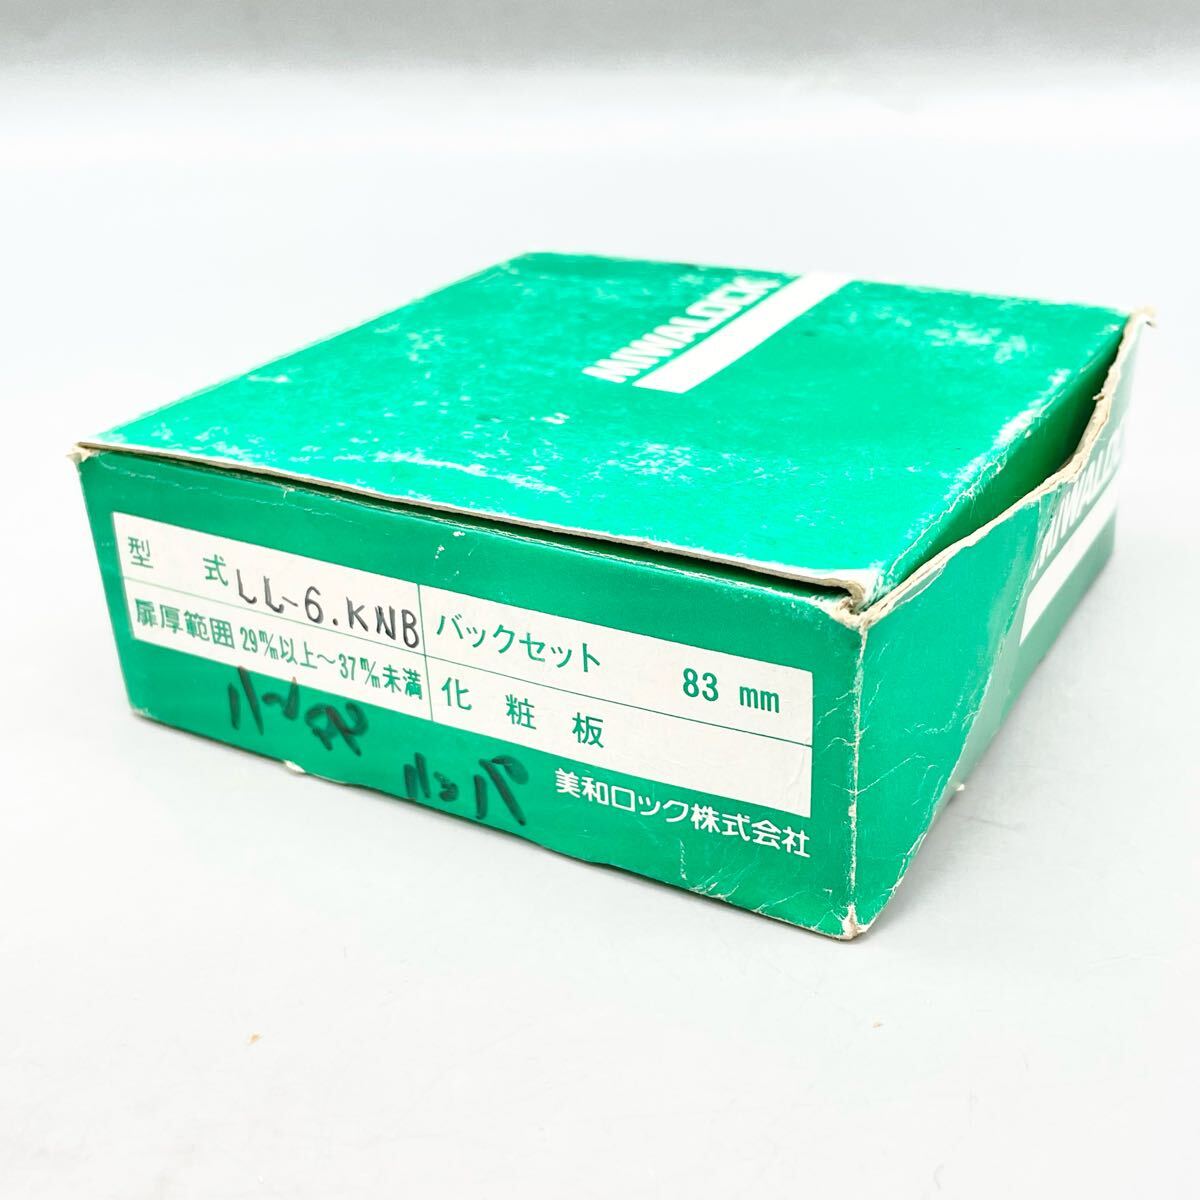 MIWALOCK
型 式 LL-6.KNB
バックセット 83 mm
扉厚範囲 29㎜以上～37㎜未満
化 粧 板
美和ロック株式会社
MIWALOCK